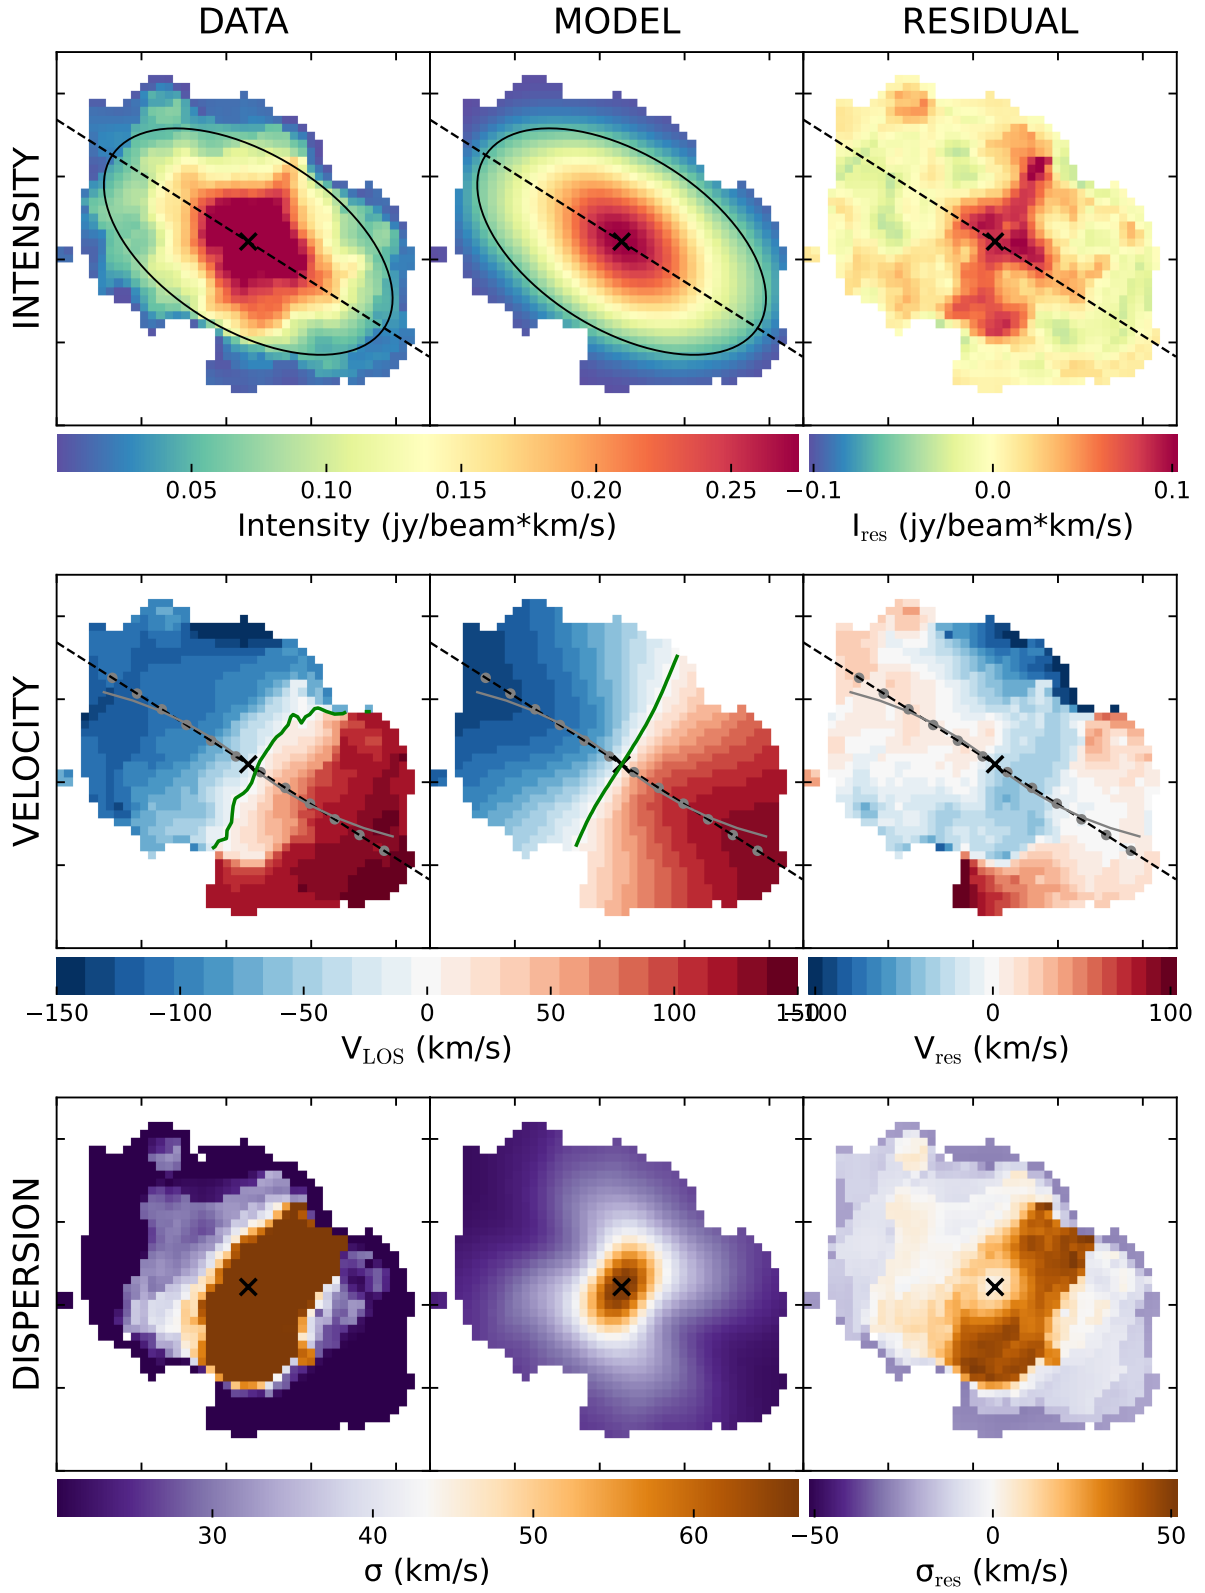 DATA MODEL RESIDUAL
INTENSITY
0.05 0.10 0.15 0.20 0.25 −0.1 0.0 0.1
Intensity (jy/beam*km/s) I_res (jy/beam*km/s)
VELOCITY
−150 −100 −50 0 50 100 150 −100 0 100
V_LOS (km/s) V_res (km/s)
DISPERSION
30 40 50 60 −50 0 50
σ (km/s) σ_res (km/s)